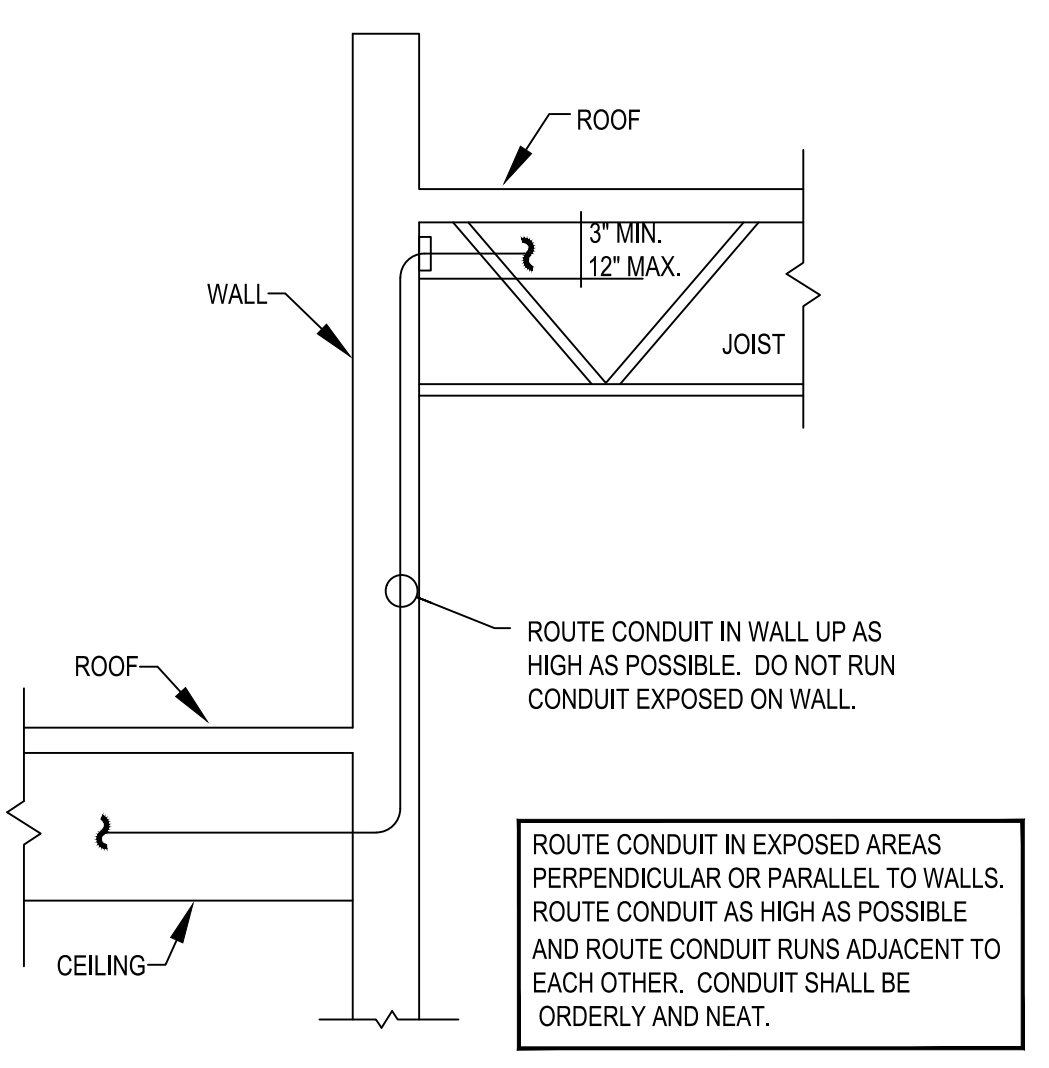 ROOF
3" MIN.
12" MAX.
WALL
JOIST
ROUTE CONDUIT IN WALL UP AS
HIGH AS POSSIBLE. DO NOT RUN
CONDUIT EXPOSED ON WALL.
ROOF
ROUTE CONDUIT IN EXPOSED AREAS
PERPENDICULAR OR PARALLEL TO WALLS.
ROUTE CONDUIT AS HIGH AS POSSIBLE
AND ROUTE CONDUIT RUNS ADJACENT TO
EACH OTHER. CONDUIT SHALL BE
ORDERLY AND NEAT.
CEILING